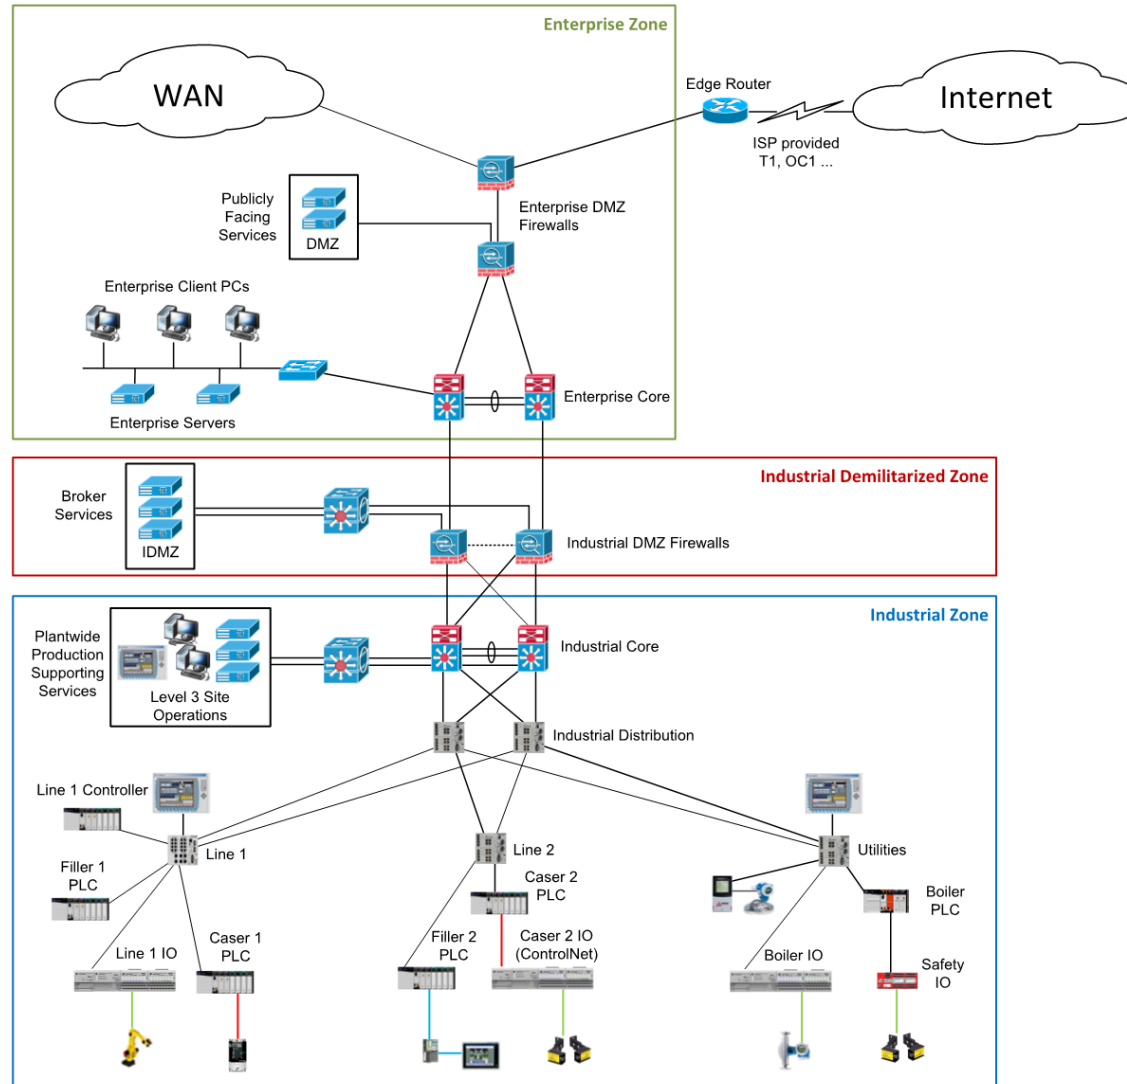 Enterprise Zone
WAN
Edge Router
Internet
ISP provided
T1, OC1 ...
Publicly
Facing
Services
DMZ
Enterprise DMZ
Firewalls
Enterprise Client PCs
Enterprise Core
Enterprise Servers
Industrial Demilitarized Zone
Broker
Services
IDMZ
Industrial DMZ Firewalls
Industrial Zone
Plantwide
Production
Supporting
Services
Level 3 Site
Operations
Industrial Core
Industrial Distribution
Line 1 Controller
Line 1
Line 2
Utilities
Filler 1
PLC
Caser 2
PLC
Boiler
PLC
Line 1 IO
Caser 1
PLC
Filler 2
PLC
Caser 2 IO
(ControlNet)
Boiler IO
Safety
IO